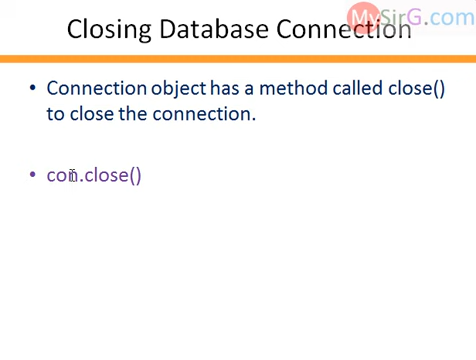 MySirG.com
Closing Database Connection
• Connection object has a method called close()
to close the connection.
• con.close()